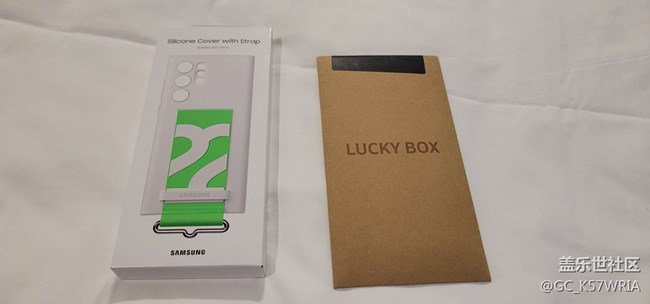 Silicone Cover with Strap
SAMSUNG
SAMSUNG
LUCKY BOX
盖乐世社区
@GC_K57WRIA